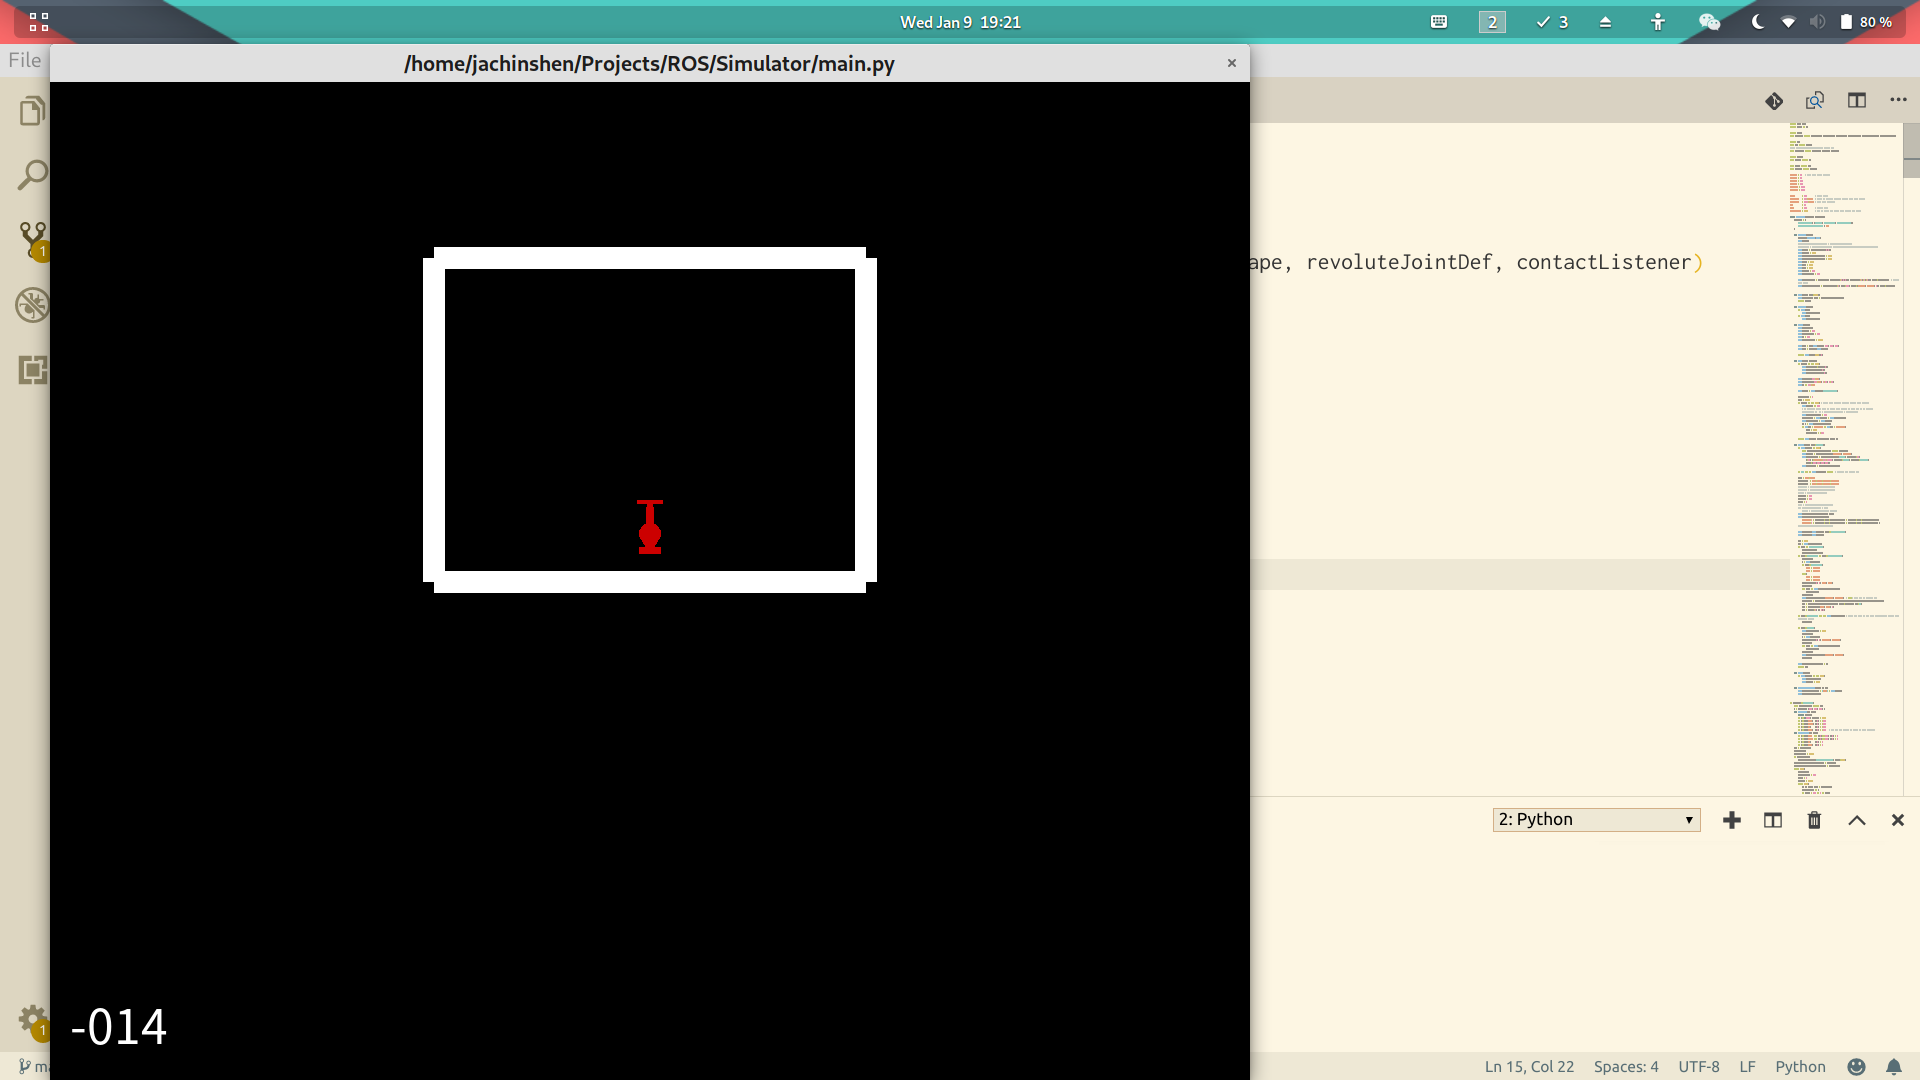 Wed Jan 9 19:21
2
3
80 %
File
/home/jachinshen/Projects/ROS/Simulator/main.py
ape, revoluteJointDef, contactListener)
1
2: Python
-014
1
Ln 15, Col 22 Spaces: 4 UTF-8 LF Python